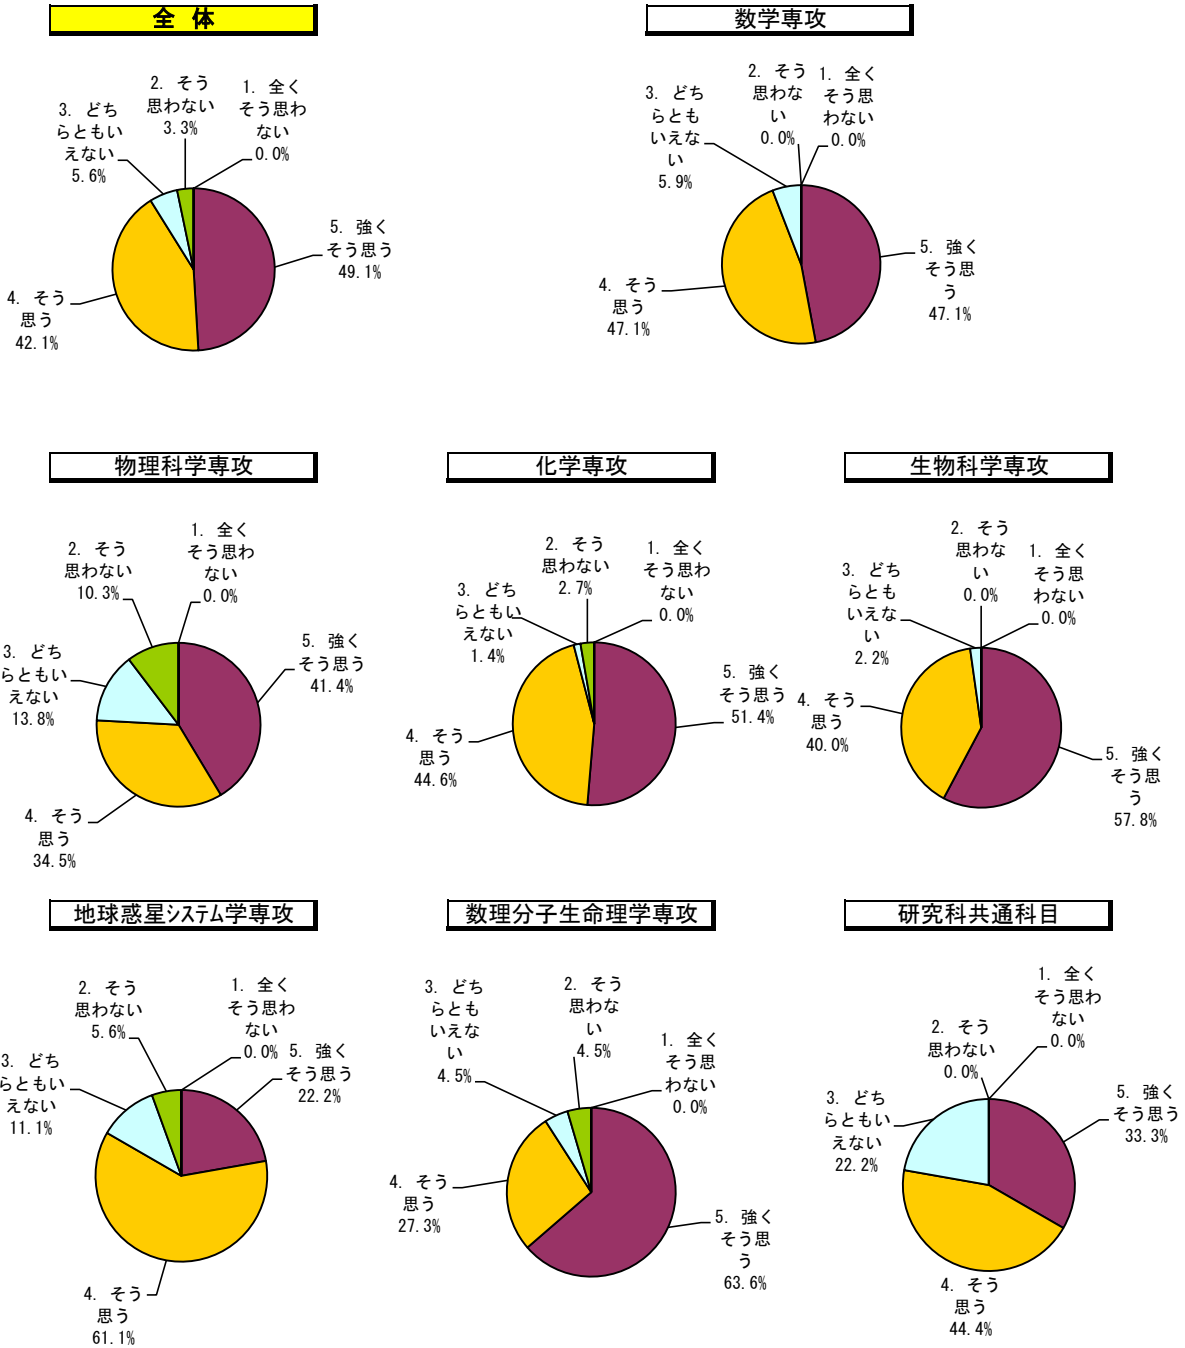 全 体
2. そう
思わない
3.3%
1. 全く
そう思わ
ない
0.0%
3. どち
らともい
えない
5.6%
5. 強く
そう思う
49.1%
4. そう
思う
42.1%
数学専攻
2. そう
思わな
い
0.0%
1. 全く
そう思
わない
0.0%
3. どち
らとも
いえな
い
5.9%
5. 強く
そう思
う
47.1%
4. そう
思う
47.1%
物理科学専攻
1. 全く
そう思わ
ない
0.0%
2. そう
思わない
10.3%
3. どち
らともい
えない
13.8%
5. 強く
そう思う
41.4%
4. そう
思う
34.5%
化学専攻
2. そう
思わない
2.7%
1. 全く
そう思わ
ない
0.0%
3. どち
らともい
えない
1.4%
5. 強く
そう思う
51.4%
4. そう
思う
44.6%
生物科学専攻
2. そう
思わな
い
0.0%
1. 全く
そう思
わない
0.0%
3. どち
らとも
いえな
い
2.2%
4. そう
思う
40.0%
5. 強く
そう思
う
57.8%
地球惑星システム学専攻
2. そう
思わない
5.6%
1. 全く
そう思わ
ない
0.0%
5. 強く
そう思う
22.2%
3. どち
らともい
えない
11.1%
4. そう
思う
61.1%
数理分子生命理学専攻
3. どち
らとも
いえな
い
4.5%
2. そう
思わな
い
4.5%
1. 全く
そう思
わない
0.0%
4. そう
思う
27.3%
5. 強く
そう思
う
63.6%
研究科共通科目
1. 全く
そう思わ
ない
0.0%
2. そう
思わない
0.0%
3. どち
らともい
えない
22.2%
5. 強く
そう思う
33.3%
4. そう
思う
44.4%